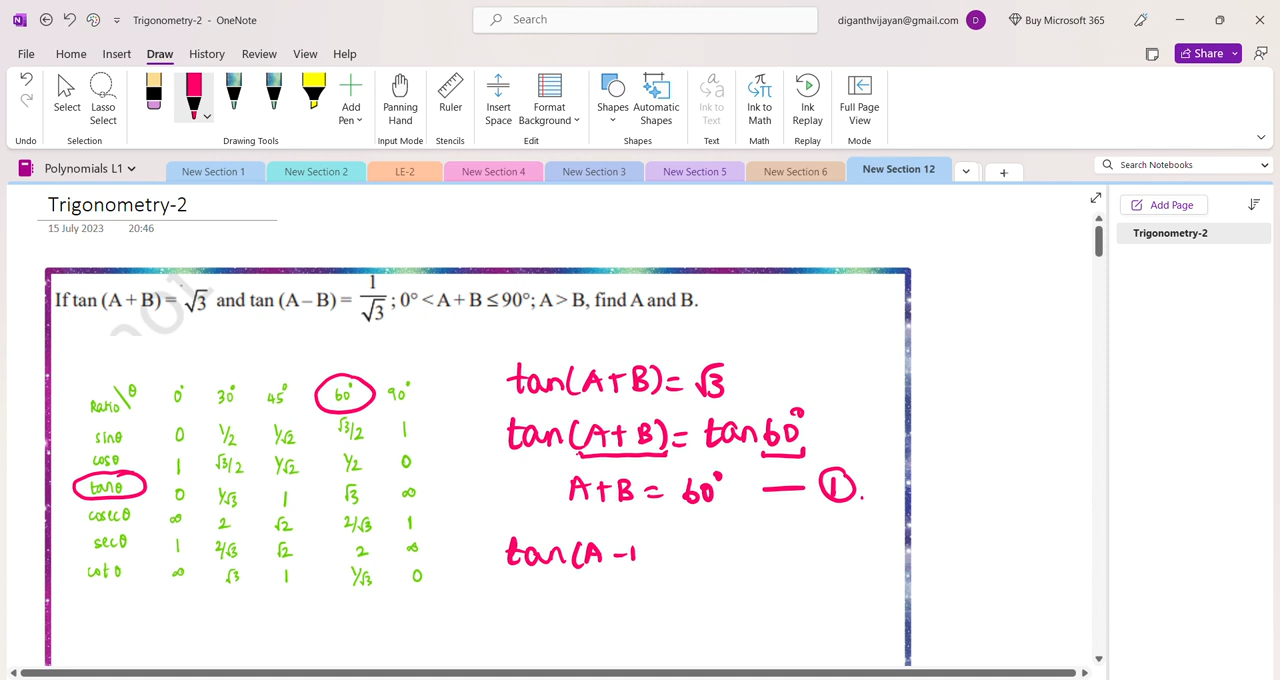 Trigonometry-2 - OneNote
Search
diganthvijayan@gmail.com D Buy Microsoft 365
File Home Insert Draw History Review View Help Share
Undo Select Lasso Select Add Pen Panning Hand Ruler Insert Space Format Background Shapes Automatic Shapes Ink to Text Ink to Math Ink Replay Full Page View
Undo Selection Drawing Tools Input Mode Stencils Edit Shapes Text Math Replay Mode
Polynomials L1 New Section 1 New Section 2 LE-2 New Section 4 New Section 3 New Section 5 New Section 6 New Section 12 Search Notebooks
Trigonometry-2
15 July 2023 20:46
Add Page
Trigonometry-2
If tan (A + B) = √3 and tan (A – B) = 1/√3 ; 0° < A + B ≤ 90°; A > B, find A and B.
Ratio \ θ 0° 30° 45° 60° 90°
sinθ 0 1/2 1/√2 √3/2 1
cosθ 1 √3/2 1/√2 1/2 0
tanθ 0 1/√3 1 √3 ∞
cosecθ ∞ 2 √2 2/√3 1
secθ 1 2/√3 √2 2 ∞
cotθ ∞ √3 1 1/√3 0
tan(A+B) = √3
tan(A+B) = tan60°
A+B = 60° — ①.
tan(A -